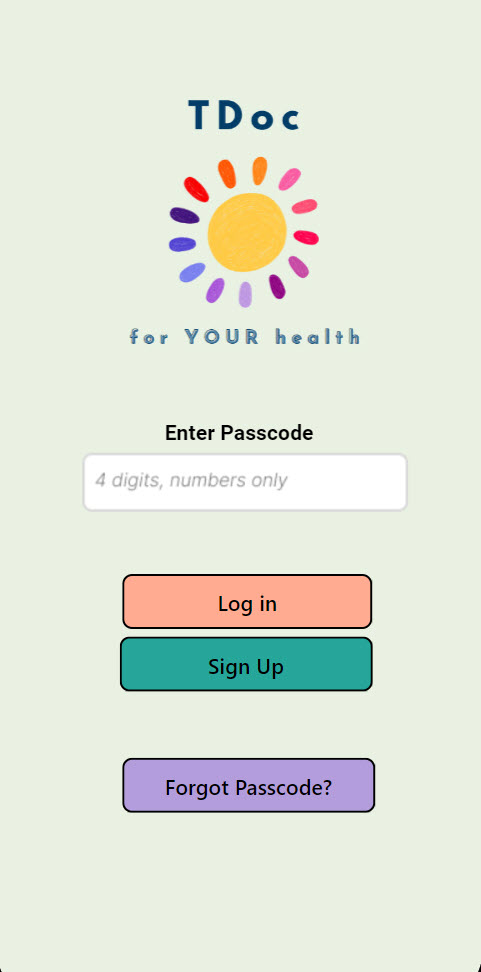 TDoc
for YOUR health
Enter Passcode
4 digits, numbers only
Log in
Sign Up
Forgot Passcode?